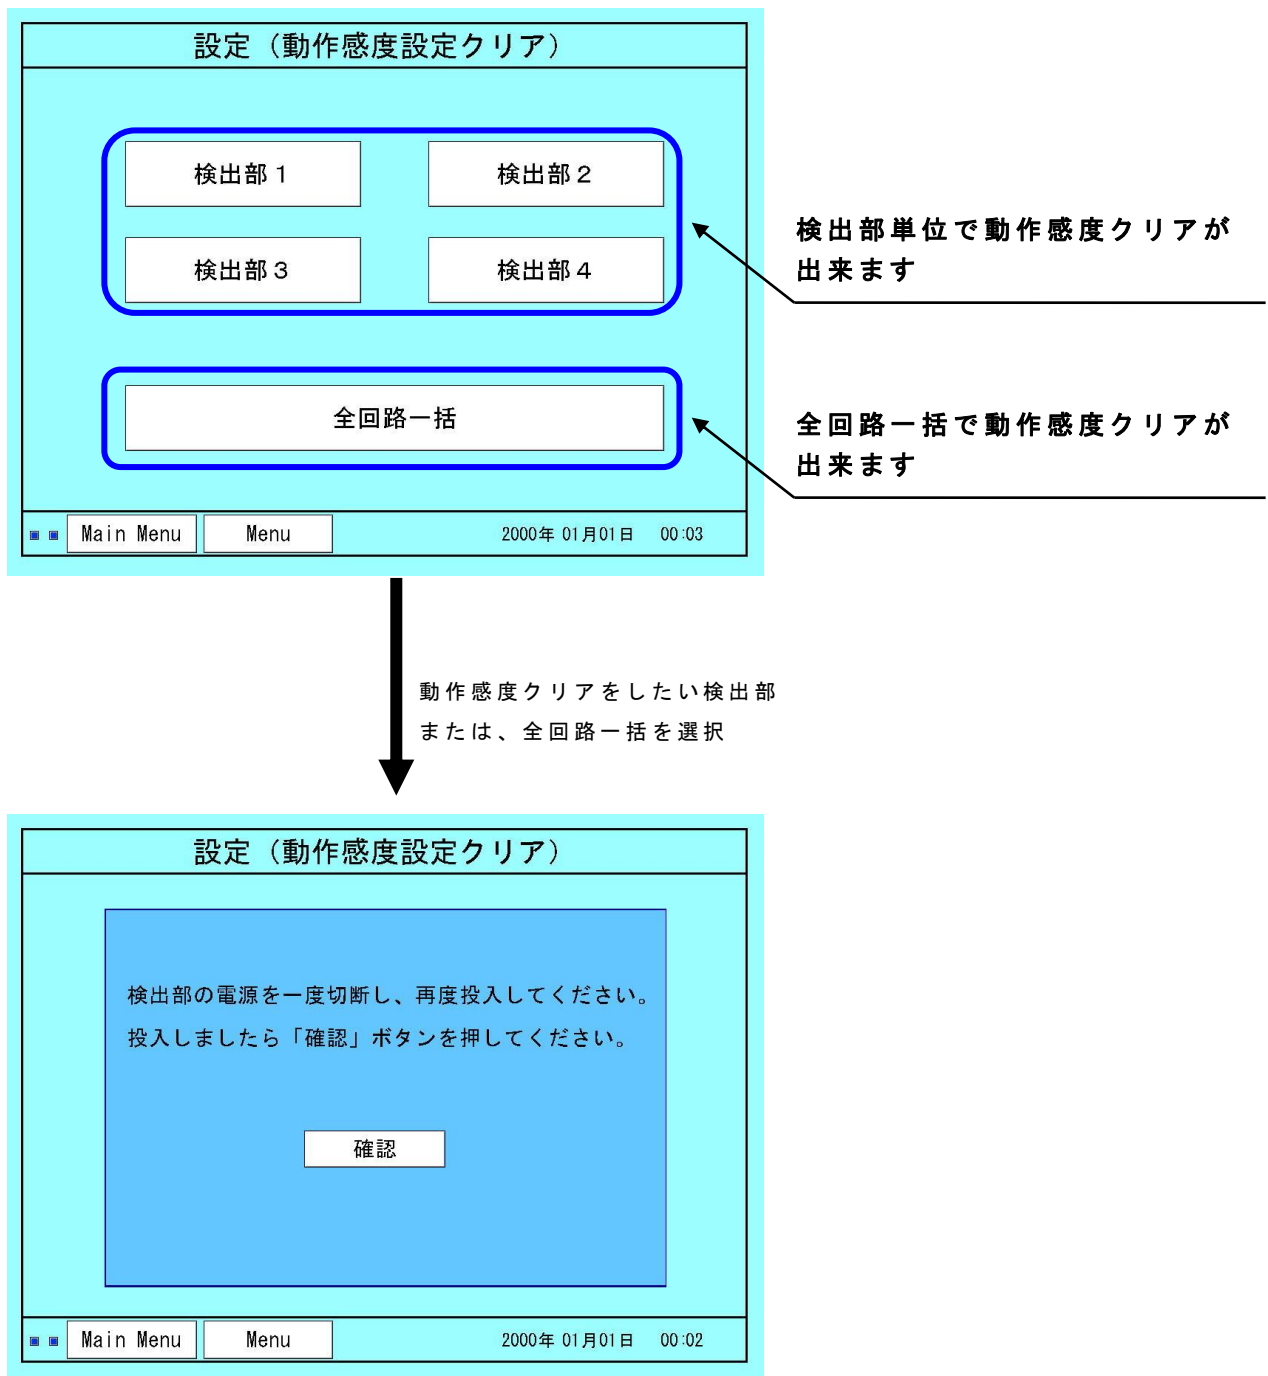 設定（動作感度設定クリア）
検出部１
検出部２
検出部３
検出部４
検出部単位で動作感度クリアが
出来ます
全回路一括
全回路一括で動作感度クリアが
出来ます
Main Menu
Menu
2000年 01月01日 00:03
動作感度クリアをしたい検出部
または、全回路一括を選択
設定（動作感度設定クリア）
検出部の電源を一度切断し、再度投入してください。
投入しましたら「確認」ボタンを押してください。
確認
Main Menu
Menu
2000年 01月01日 00:02